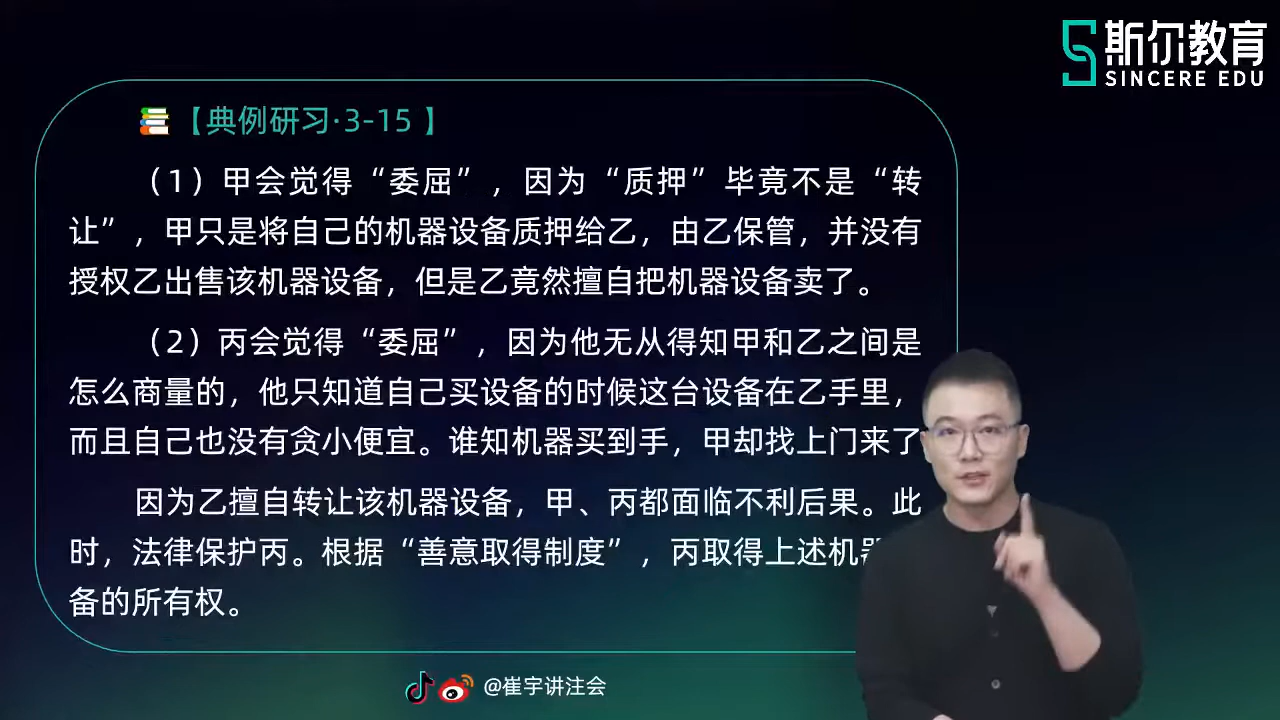 斯尔教育
SINCERE EDU
【典例研习·3-15 】
（1）甲会觉得“委屈”，因为“质押”毕竟不是“转
让”，甲只是将自己的机器设备质押给乙，由乙保管，并没有
授权乙出售该机器设备，但是乙竟然擅自把机器设备卖了。
（2）丙会觉得“委屈”，因为他无从得知甲和乙之间是
怎么商量的，他只知道自己买设备的时候这台设备在乙手里，
而且自己也没有贪小便宜。谁知机器买到手，甲却找上门来了
因为乙擅自转让该机器设备，甲、丙都面临不利后果。此
时，法律保护丙。根据“善意取得制度”，丙取得上述机
备的所有权。
@崔宇讲注会